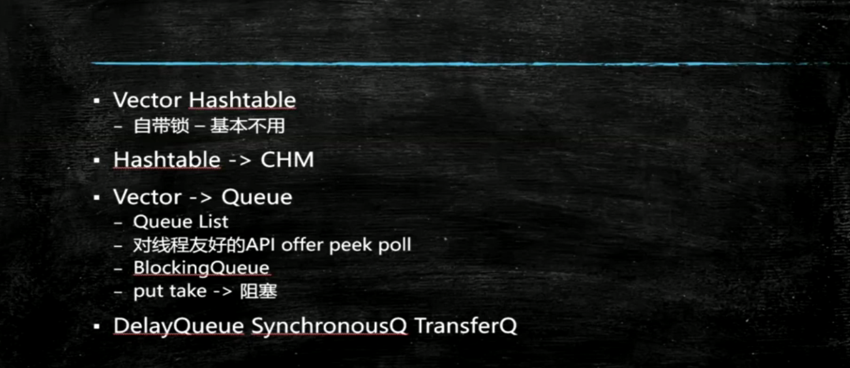 ▪ Vector Hashtable
– 自带锁 – 基本不用
▪ Hashtable -> CHM
▪ Vector -> Queue
– Queue List
– 对线程友好的API offer peek poll
– BlockingQueue
– put take -> 阻塞
▪ DelayQueue SynchronousQ TransferQ